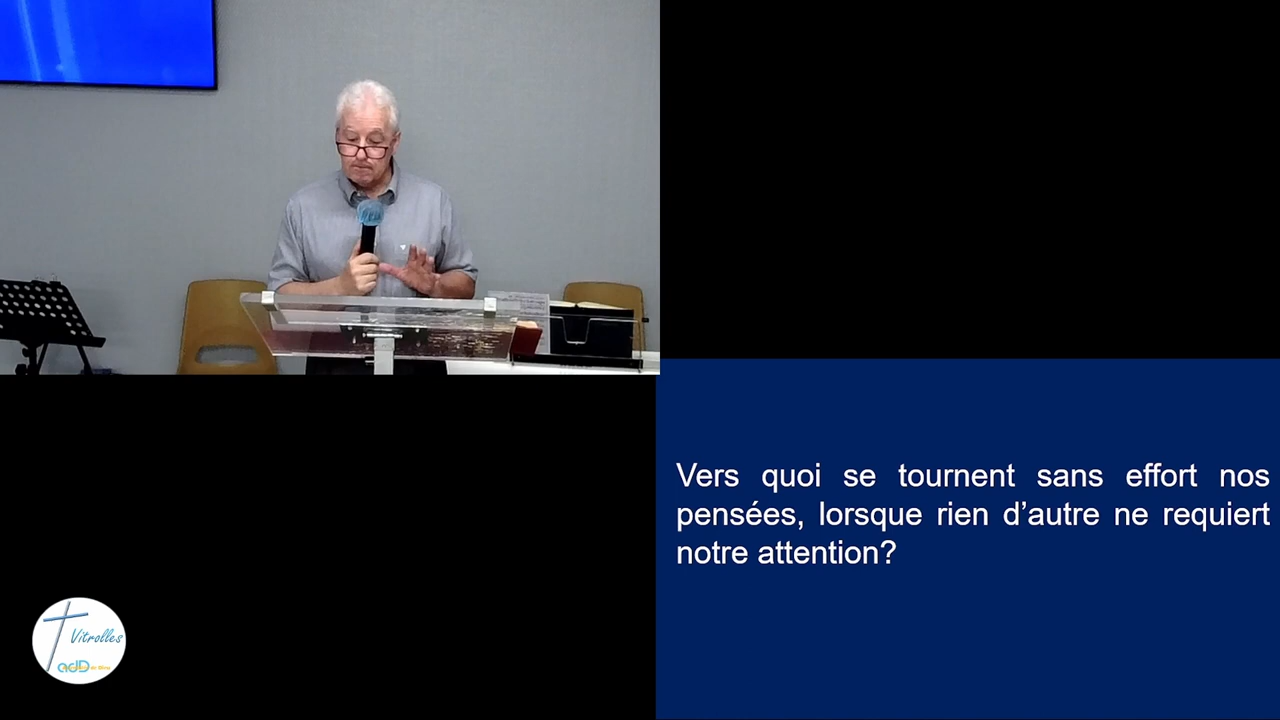 Vers quoi se tournent sans effort nos
pensées, lorsque rien d’autre ne requiert
notre attention?
Vitrolles
adD